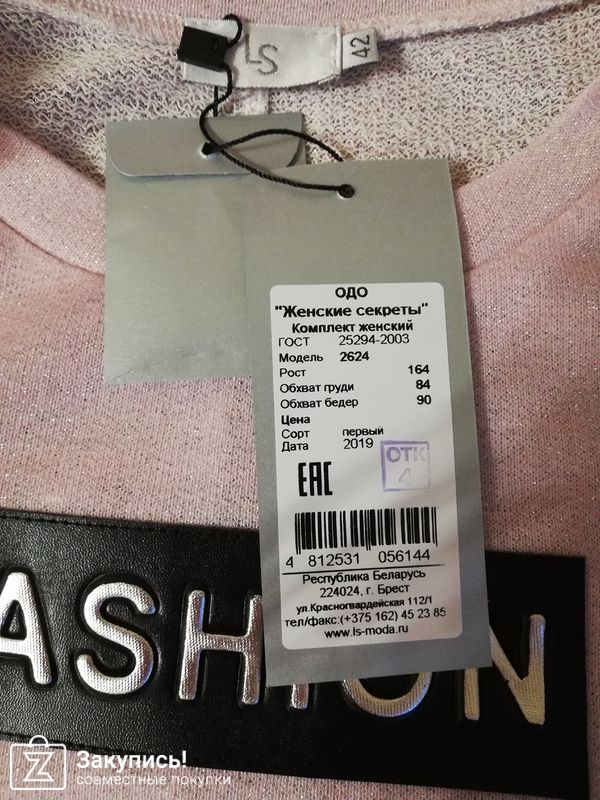 LS
42
ОДО
"Женские секреты"
Комплект женский
ГОСТ 25294-2003
Модель 2624
Рост 164
Обхват груди 84
Обхват бедер 90
Цена
Сорт первый
Дата 2019
ОТК
4
EAC
4 812531 056144
Республика Беларусь
224024, г. Брест
ул.Красногвардейская 112/1
тел/факс:(+375 162) 45 23 85
www.ls-moda.ru
ASHION
Закупись!
совместные покупки